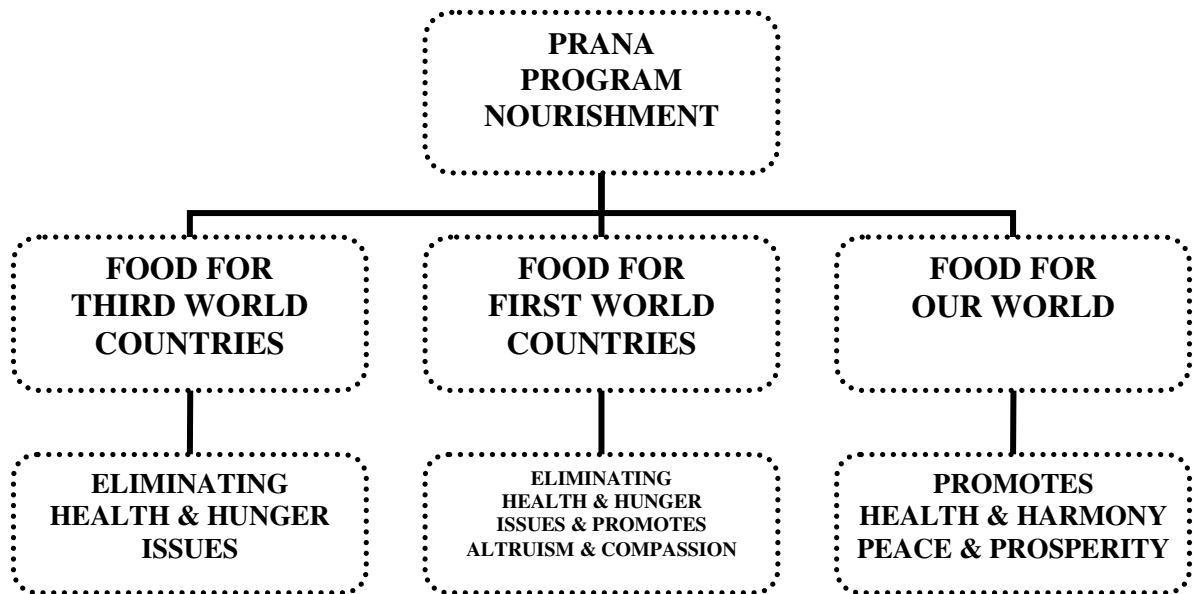 PRANA
PROGRAM
NOURISHMENT
FOOD FOR
THIRD WORLD
COUNTRIES
FOOD FOR
FIRST WORLD
COUNTRIES
FOOD FOR
OUR WORLD
ELIMINATING
HEALTH & HUNGER
ISSUES
ELIMINATING
HEALTH & HUNGER
ISSUES & PROMOTES
ALTRUISM & COMPASSION
PROMOTES
HEALTH & HARMONY
PEACE & PROSPERITY